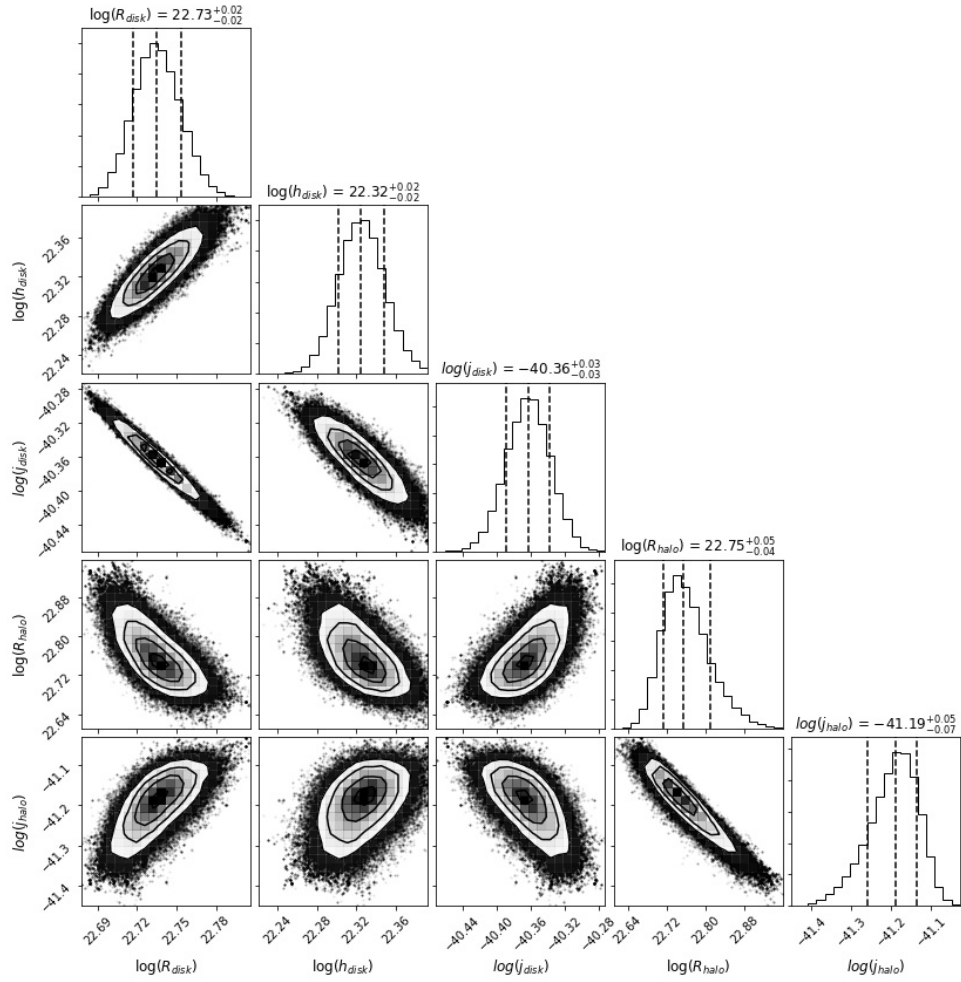 log(R_disk) = 22.73^{+0.02}_{-0.02}
log(h_disk) = 22.32^{+0.02}_{-0.02}
22.36
22.32
22.28
22.24
log(h_disk)
log(j_disk) = −40.36^{+0.03}_{-0.03}
−40.28
−40.32
−40.36
−40.40
−40.44
log(j_disk)
log(R_halo) = 22.75^{+0.05}_{-0.04}
22.88
22.80
22.72
22.64
log(R_halo)
log(j_halo) = −41.19^{+0.05}_{-0.07}
−41.1
−41.2
−41.3
−41.4
log(j_halo)
22.69 22.72 22.75 22.78
22.24 22.28 22.32 22.36
−40.44 −40.40 −40.36 −40.32 −40.28
22.64 22.72 22.80 22.88
−41.4 −41.3 −41.2 −41.1
log(R_disk) log(h_disk) log(j_disk) log(R_halo) log(j_halo)